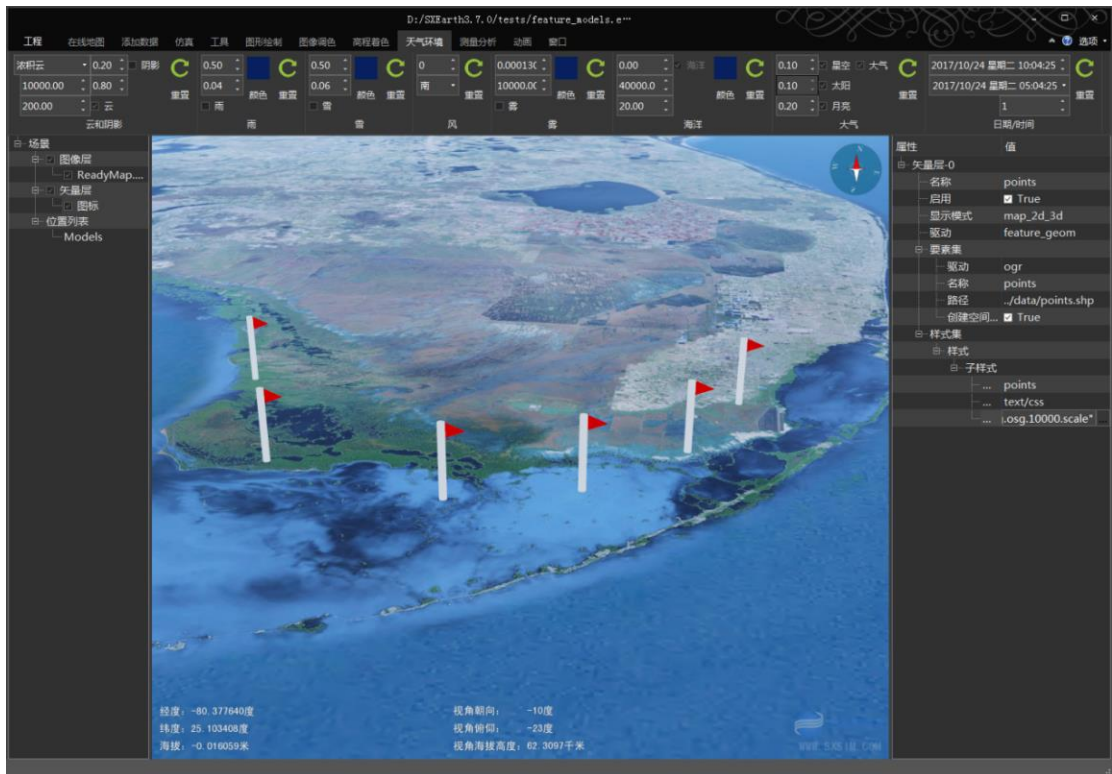 D:/SXEarth3.7.0/tests/feature_models.e…
工程 在线地图 添加数据 仿真 工具 图形绘制 图像调色 高程着色 天气环境 测量分析 动画 窗口 选项
浓积云 0.20 阴影 0.50 0.50 0 0.00013( 0.00 海洋 0.10 星空 大气 2017/10/24 星期二 10:04:25
10000.00 0.80 重置 0.04 颜色 重置 0.06 颜色 重置 南 重置 10000.0( 颜色 重置 40000.0 颜色 重置 0.10 太阳 重置 2017/10/24 星期二 05:04:25 重置
200.00 云 雨 雪 雾 20.00 0.20 月亮 1
云和阴影 雨 雪 风 雾 海洋 大气 日期/时间
场景
图像层
ReadyMap....
矢量层
图标
位置列表
Models
属性 值
矢量层-0
名称 points
启用 True
显示模式 map_2d_3d
驱动 feature_geom
要素集
驱动 ogr
名称 points
路径 ../data/points.shp
创建空间... True
样式集
样式
子样式
... points
... text/css
... .osg.10000.scale"
N
经度：-80.377640度
纬度：25.103408度
海拔：-0.016059米
视角朝向： -10度
视角俯仰： -23度
视角海拔高度：62.3097千米